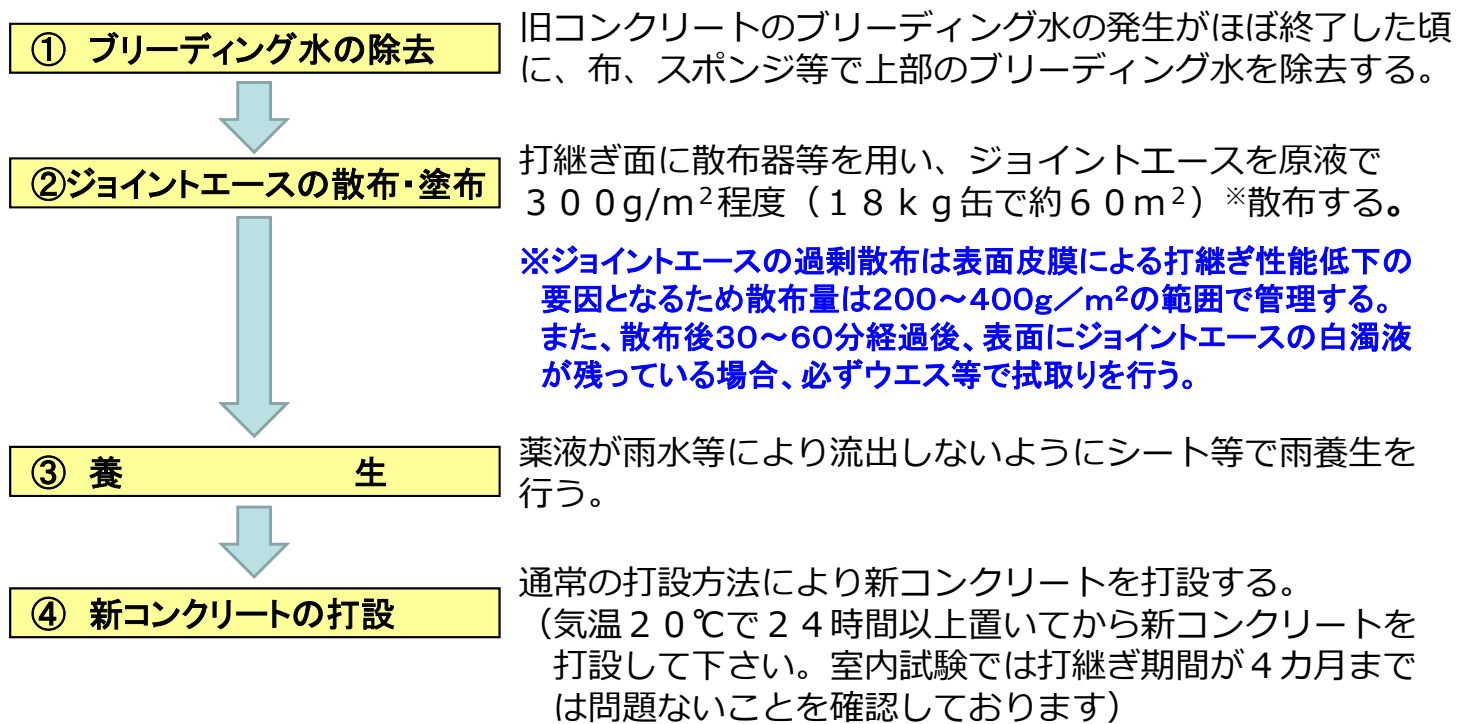 ① ブリーディング水の除去
旧コンクリートのブリーディング水の発生がほぼ終了した頃
に、布、スポンジ等で上部のブリーディング水を除去する。
②ジョイントエースの散布・塗布
打継ぎ面に散布器等を用い、ジョイントエースを原液で
３００g/m²程度（１８ｋｇ缶で約６０m²）※散布する。
※ジョイントエースの過剰散布は表面皮膜による打継ぎ性能低下の
要因となるため散布量は200～400g／m²の範囲で管理する。
また、散布後30～60分経過後、表面にジョイントエースの白濁液
が残っている場合、必ずウエス等で拭取りを行う。
③ 養　　　　　　生
薬液が雨水等により流出しないようにシート等で雨養生を
行う。
④ 新コンクリートの打設
通常の打設方法により新コンクリートを打設する。
（気温２０℃で２４時間以上置いてから新コンクリートを
打設して下さい。室内試験では打継ぎ期間が４カ月まで
は問題ないことを確認しております）